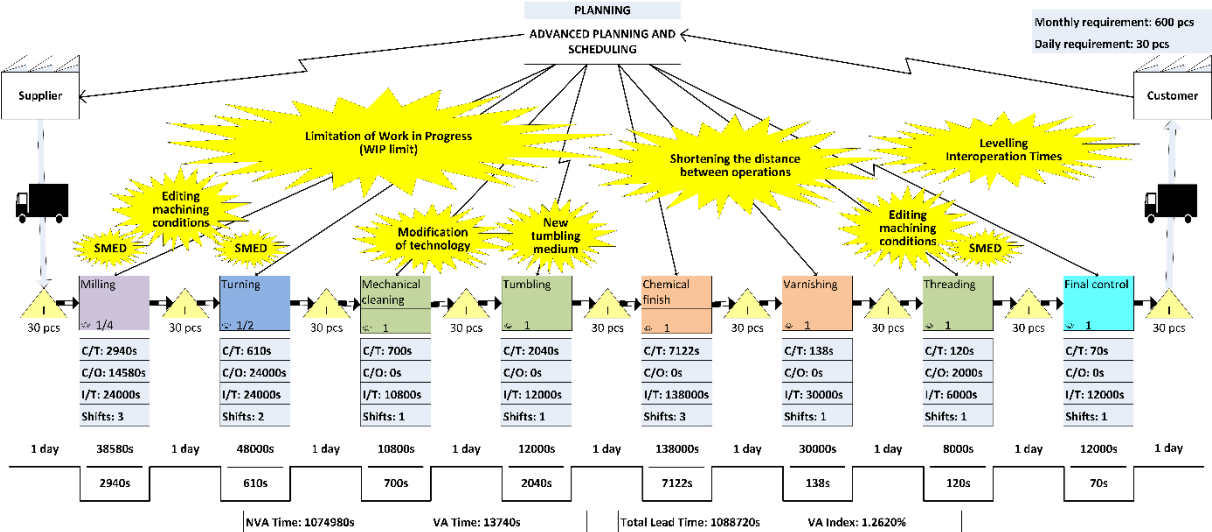 PLANNING
ADVANCED PLANNING AND
SCHEDULING
Monthly requirement: 600 pcs
Daily requirement: 30 pcs
Supplier
Customer
Limitation of Work in Progress
(WIP limit)
Shortening the distance
between operations
Levelling
Interoperation Times
Editing
machining
conditions
SMED
SMED
Modification
of technology
New
tumbling
medium
Editing
machining
conditions
SMED
Milling
Turning
Mechanical
cleaning
Tumbling
Chemical
finish
Varnishing
Threading
Final control
I I I I I I I I I
1/4 1/2 1 1 1 1 1 1
30 pcs 30 pcs 30 pcs 30 pcs 30 pcs 30 pcs 30 pcs 30 pcs 30 pcs
C/T: 2940s C/T: 610s C/T: 700s C/T: 2040s C/T: 7122s C/T: 138s C/T: 120s C/T: 70s
C/O: 14580s C/O: 24000s C/O: 0s C/O: 0s C/O: 0s C/O: 0s C/O: 2000s C/O: 0s
I/T: 24000s I/T: 24000s I/T: 10800s I/T: 12000s I/T: 138000s I/T: 30000s I/T: 6000s I/T: 12000s
Shifts: 3 Shifts: 2 Shifts: 1 Shifts: 1 Shifts: 3 Shifts: 1 Shifts: 1 Shifts: 1
1 day 38580s 1 day 48000s 1 day 10800s 1 day 12000s 1 day 138000s 1 day 30000s 1 day 8000s 1 day 12000s 1 day
2940s 610s 700s 2040s 7122s 138s 120s 70s
NVA Time: 1074980s VA Time: 13740s Total Lead Time: 1088720s VA Index: 1.2620%